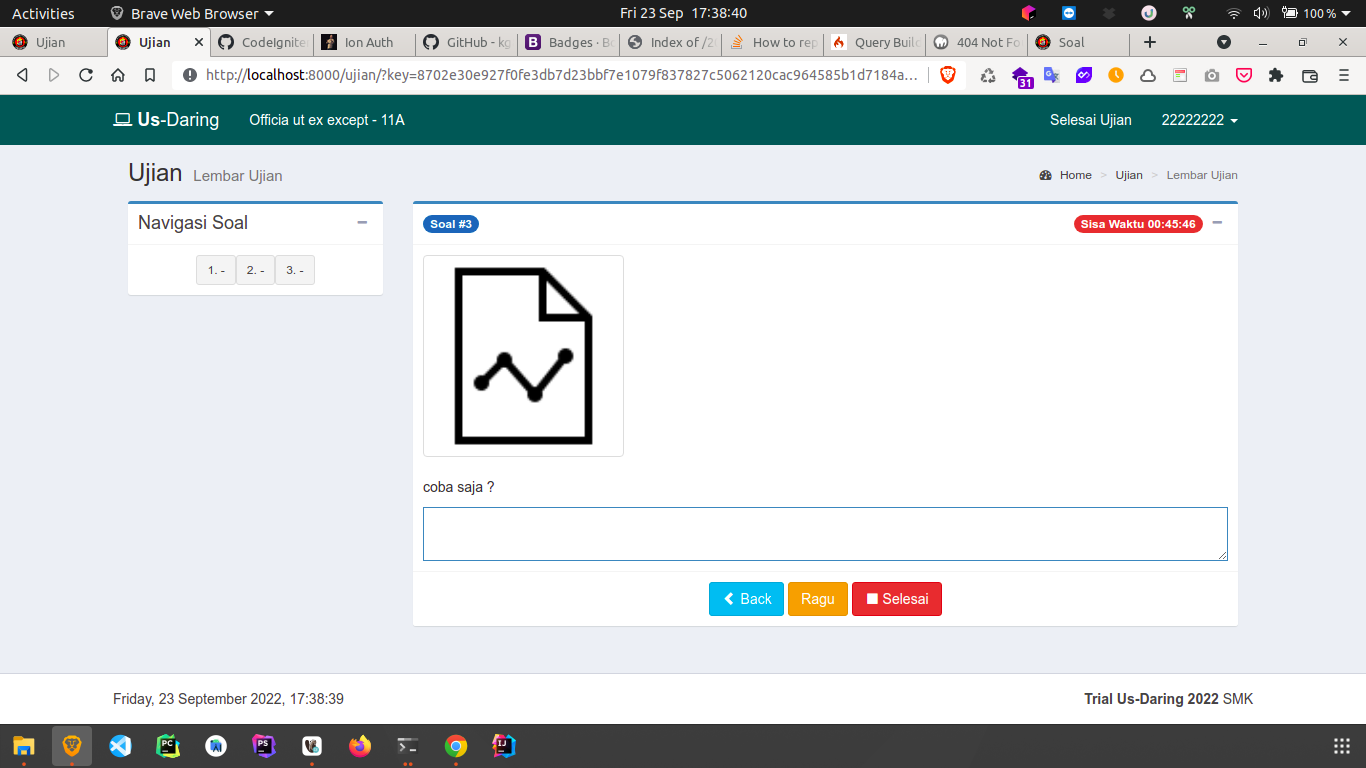 Activities
Brave Web Browser
Fri 23 Sep 17:38:40
100 %
Ujian
Ujian
CodeIgnite
Ion Auth
GitHub - kg
Badges · Bo
Index of /2
How to rep
Query Build
404 Not Fo
Soal
http://localhost:8000/ujian/?key=8702e30e927f0fe3db7d23bbf7e1079f837827c5062120cac964585b1d7184a...
31
Us-Daring
Officia ut ex except - 11A
Selesai Ujian
22222222
Ujian Lembar Ujian
Home > Ujian > Lembar Ujian
Navigasi Soal
1. -
2. -
3. -
Soal #3
Sisa Waktu 00:45:46
coba saja ?
Back
Ragu
Selesai
Friday, 23 September 2022, 17:38:39
Trial Us-Daring 2022 SMK
PC
PS
IJ